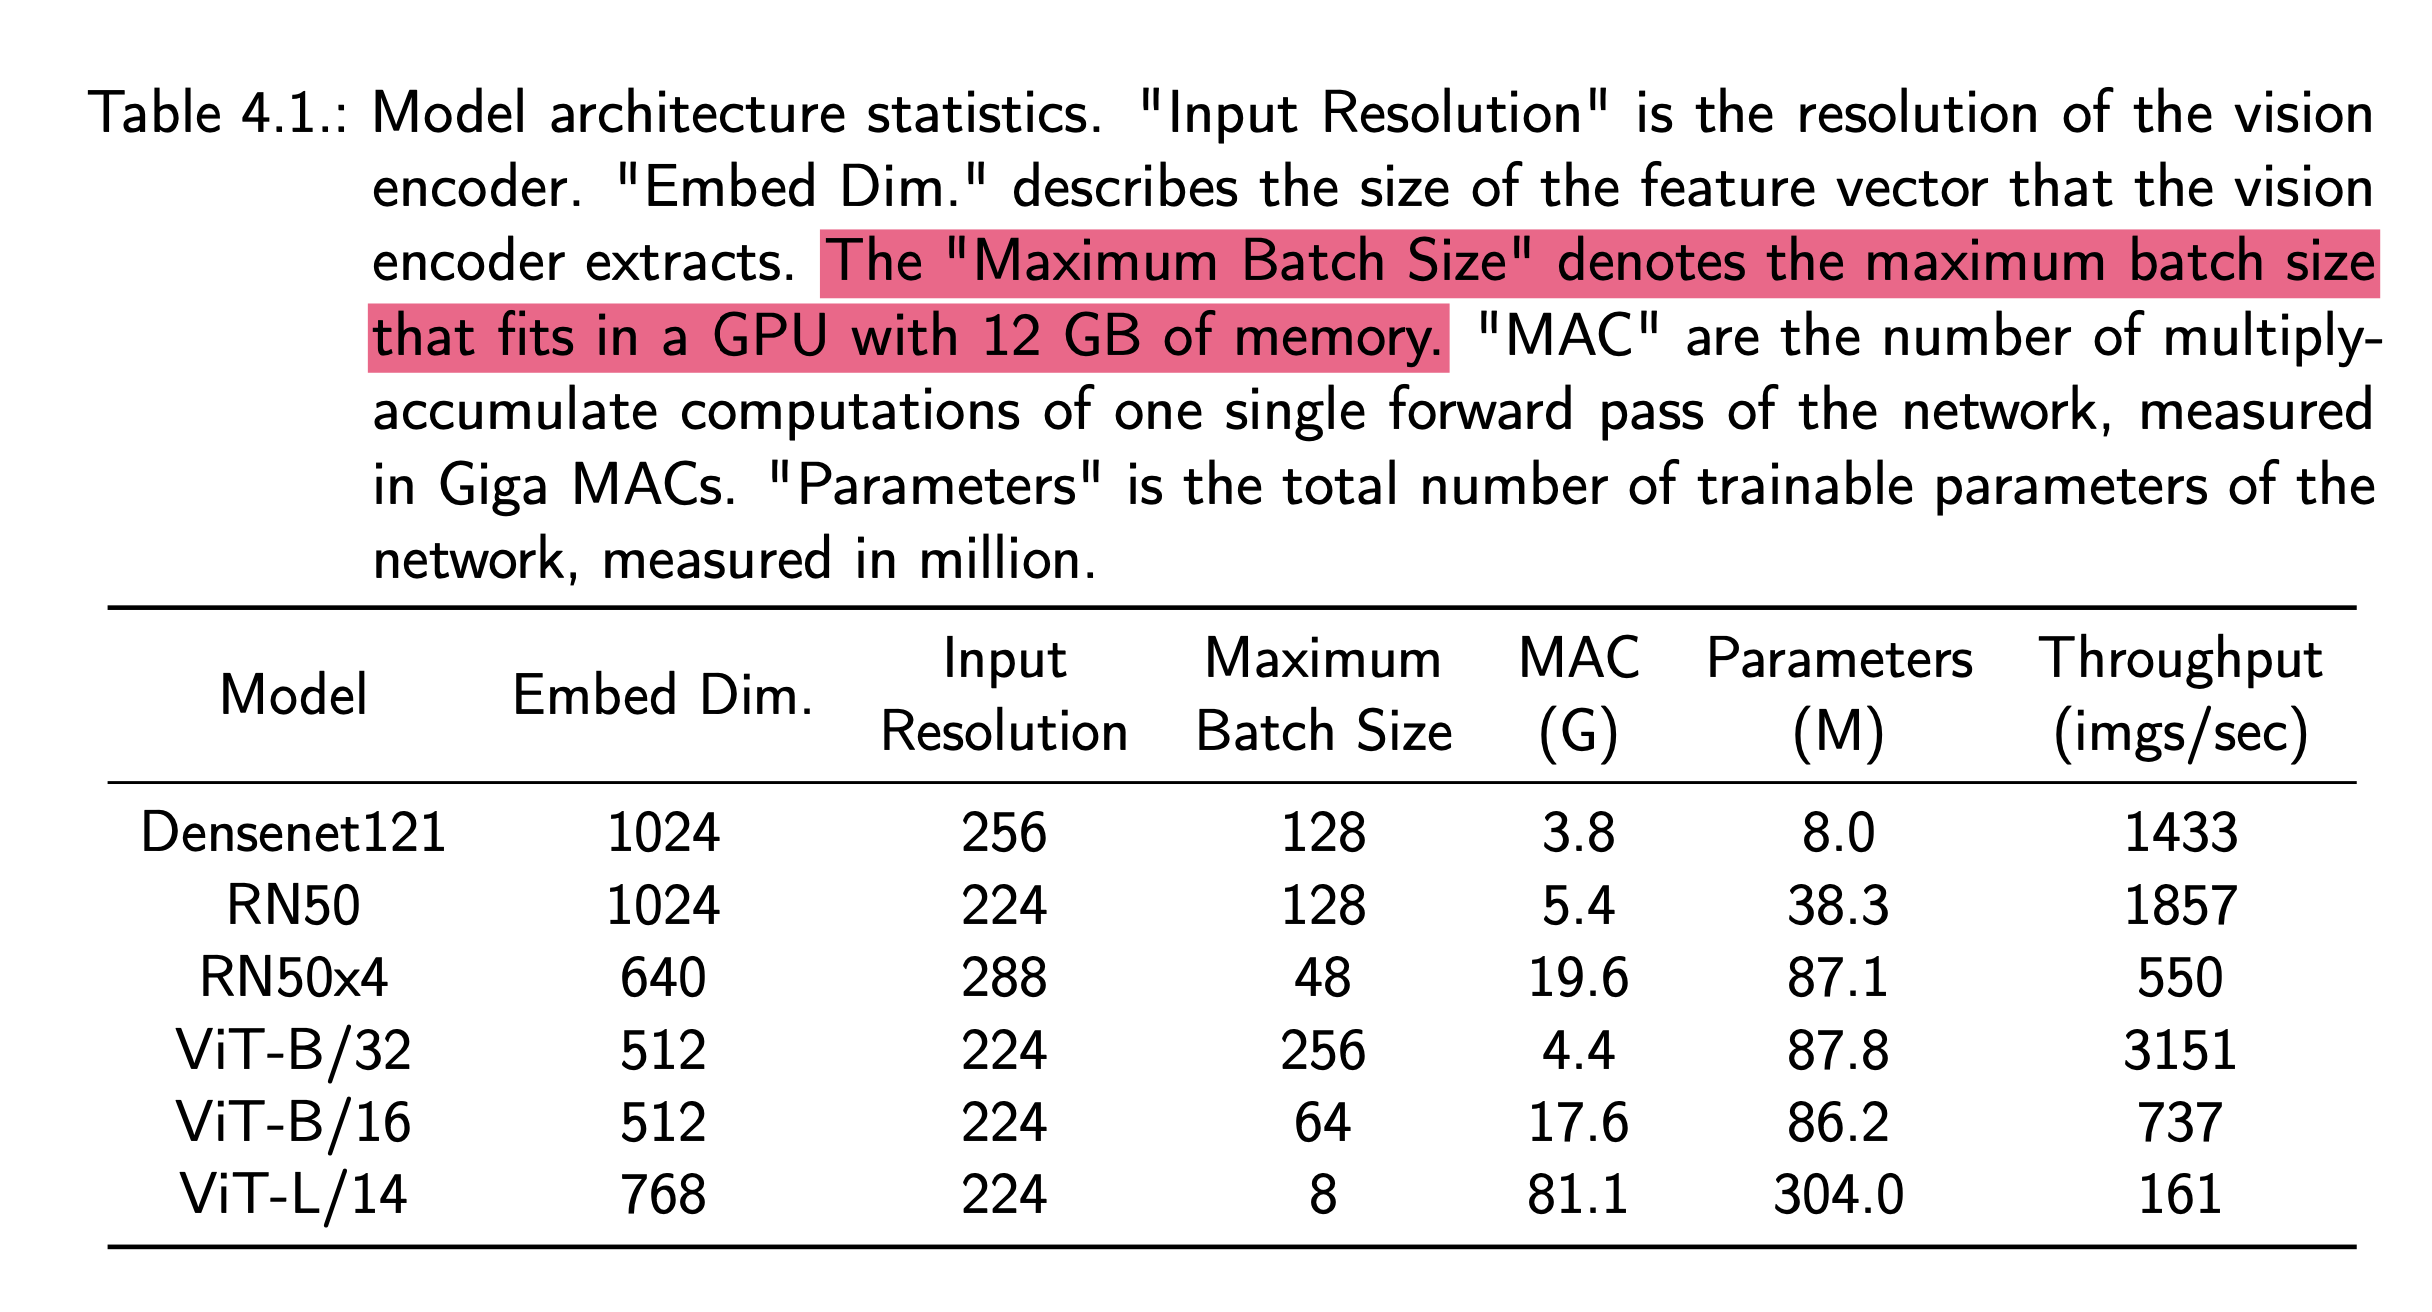 Table 4.1.: Model architecture statistics. "Input Resolution" is the resolution of the vision
encoder. "Embed Dim." describes the size of the feature vector that the vision
encoder extracts. The "Maximum Batch Size" denotes the maximum batch size
that fits in a GPU with 12 GB of memory. "MAC" are the number of multiply-
accumulate computations of one single forward pass of the network, measured
in Giga MACs. "Parameters" is the total number of trainable parameters of the
network, measured in million.
Model Embed Dim. Input Resolution Maximum Batch Size MAC (G) Parameters (M) Throughput (imgs/sec)
Densenet121 1024 256 128 3.8 8.0 1433
RN50 1024 224 128 5.4 38.3 1857
RN50x4 640 288 48 19.6 87.1 550
ViT-B/32 512 224 256 4.4 87.8 3151
ViT-B/16 512 224 64 17.6 86.2 737
ViT-L/14 768 224 8 81.1 304.0 161